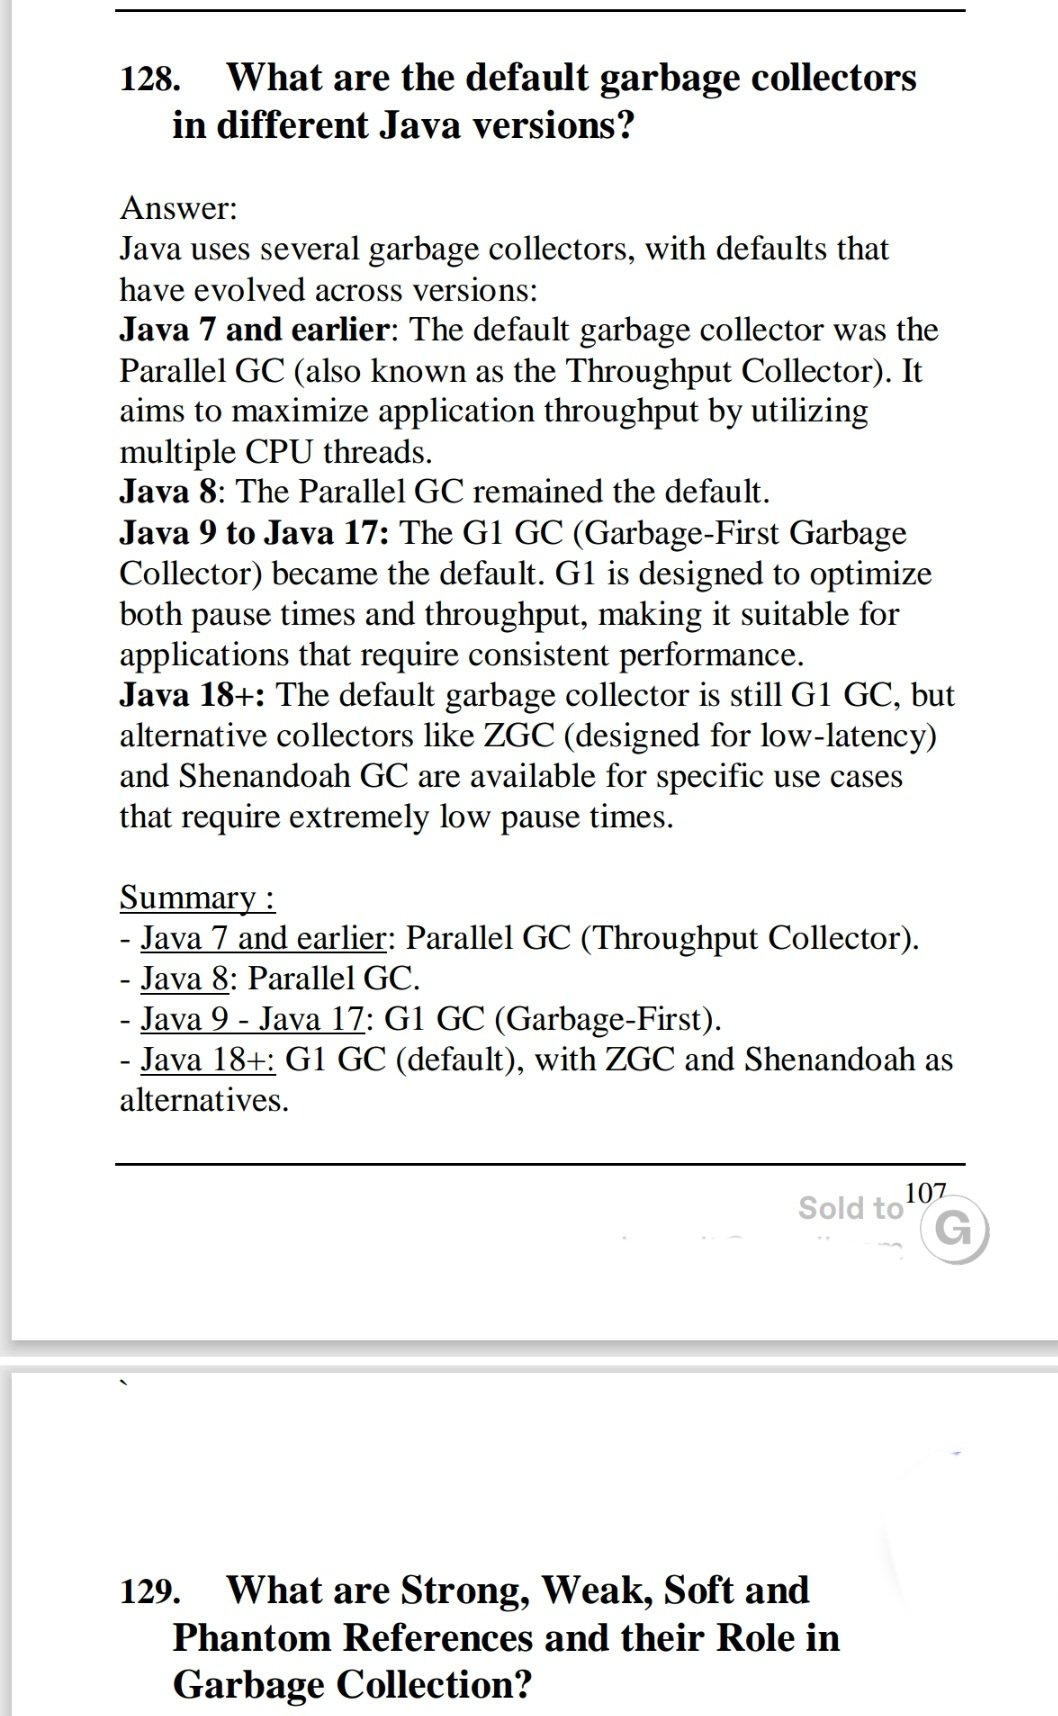 128. What are the default garbage collectors
in different Java versions?
Answer:
Java uses several garbage collectors, with defaults that
have evolved across versions:
Java 7 and earlier: The default garbage collector was the
Parallel GC (also known as the Throughput Collector). It
aims to maximize application throughput by utilizing
multiple CPU threads.
Java 8: The Parallel GC remained the default.
Java 9 to Java 17: The G1 GC (Garbage-First Garbage
Collector) became the default. G1 is designed to optimize
both pause times and throughput, making it suitable for
applications that require consistent performance.
Java 18+: The default garbage collector is still G1 GC, but
alternative collectors like ZGC (designed for low-latency)
and Shenandoah GC are available for specific use cases
that require extremely low pause times.
Summary :
- Java 7 and earlier: Parallel GC (Throughput Collector).
- Java 8: Parallel GC.
- Java 9 - Java 17: G1 GC (Garbage-First).
- Java 18+: G1 GC (default), with ZGC and Shenandoah as
alternatives.
107
Sold to
G
`
129. What are Strong, Weak, Soft and
Phantom References and their Role in
Garbage Collection?